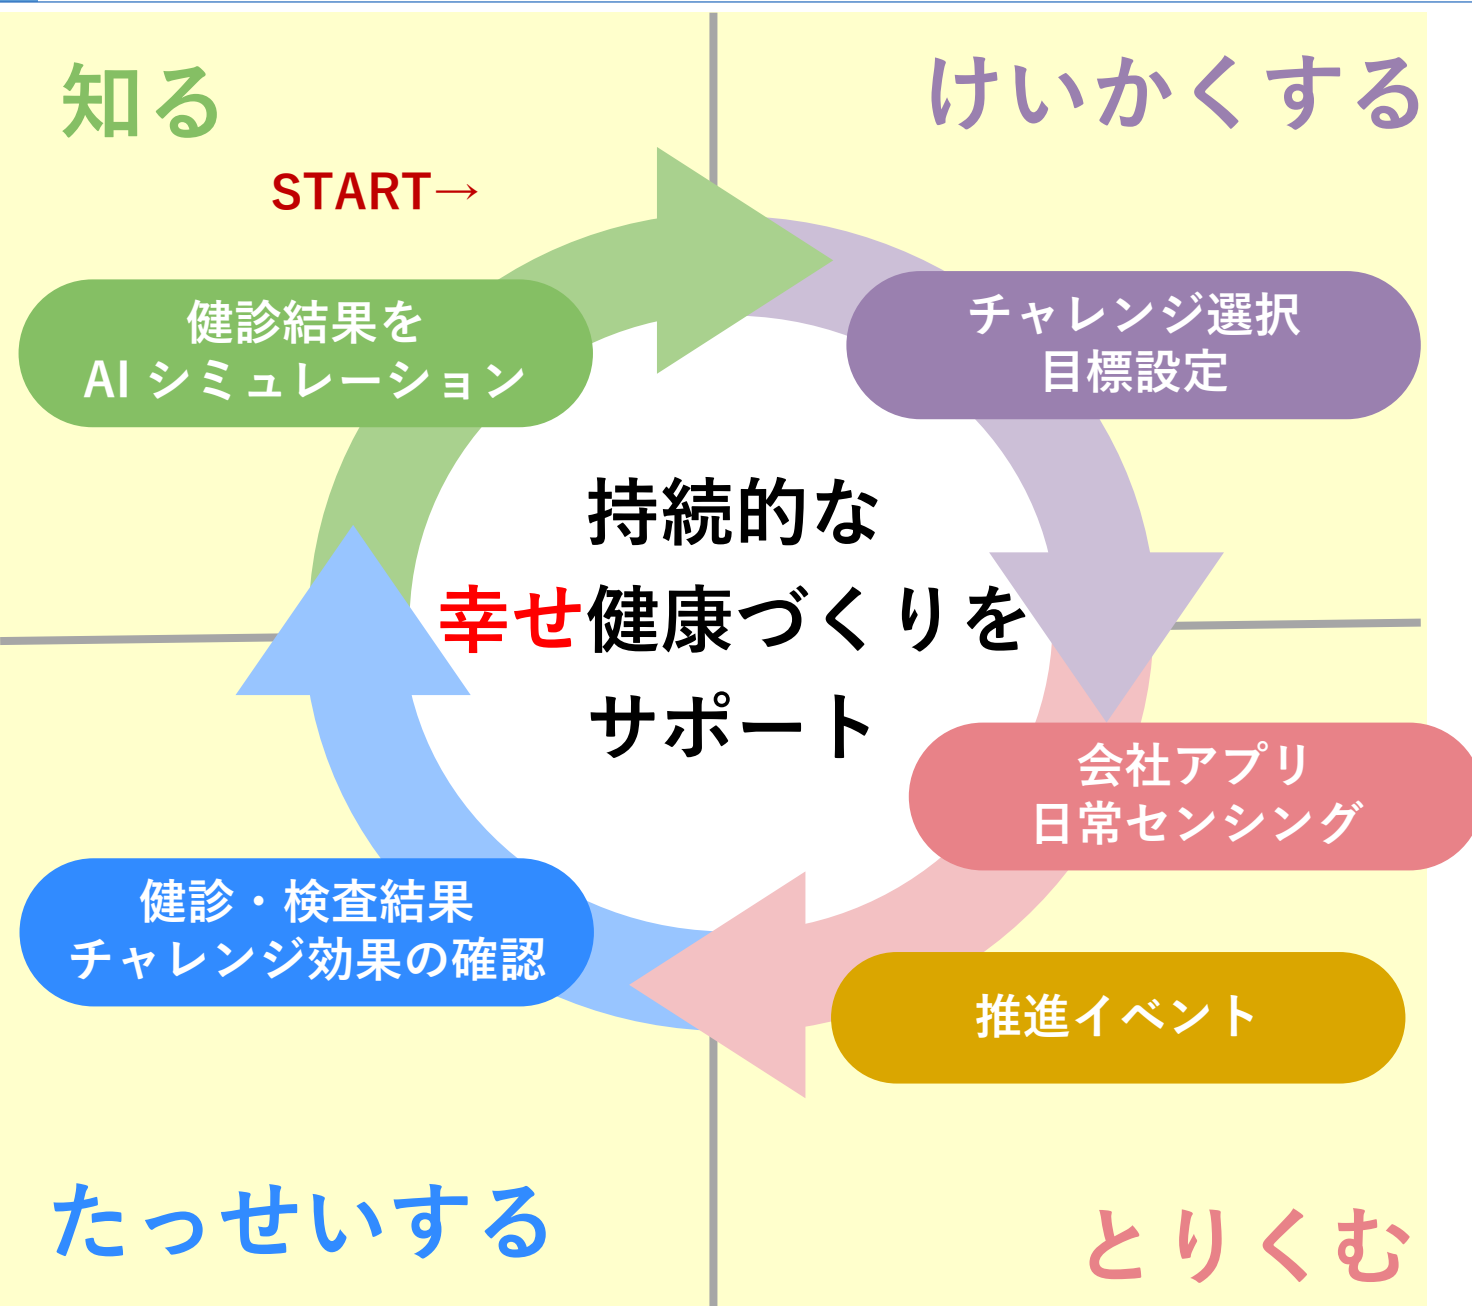 知る
けいかくする
START→
健診結果を
AI シミュレーション
チャレンジ選択
目標設定
持続的な
幸せ健康づくりを
サポート
会社アプリ
日常センシング
健診・検査結果
チャレンジ効果の確認
推進イベント
たっせいする
とりくむ